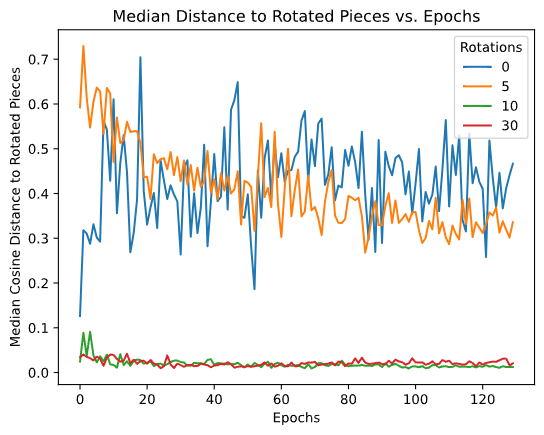 Median Distance to Rotated Pieces vs. Epochs
Median Cosine Distance to Rotated Pieces
0.7
0.6
0.5
0.4
0.3
0.2
0.1
0.0
Rotations
0
5
10
30
0 20 40 60 80 100 120
Epochs